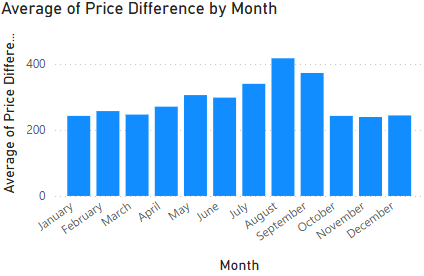 Average of Price Difference by Month
Average of Price Differe...
400
200
0
January
February
March
April
May
June
July
August
September
October
November
December
Month